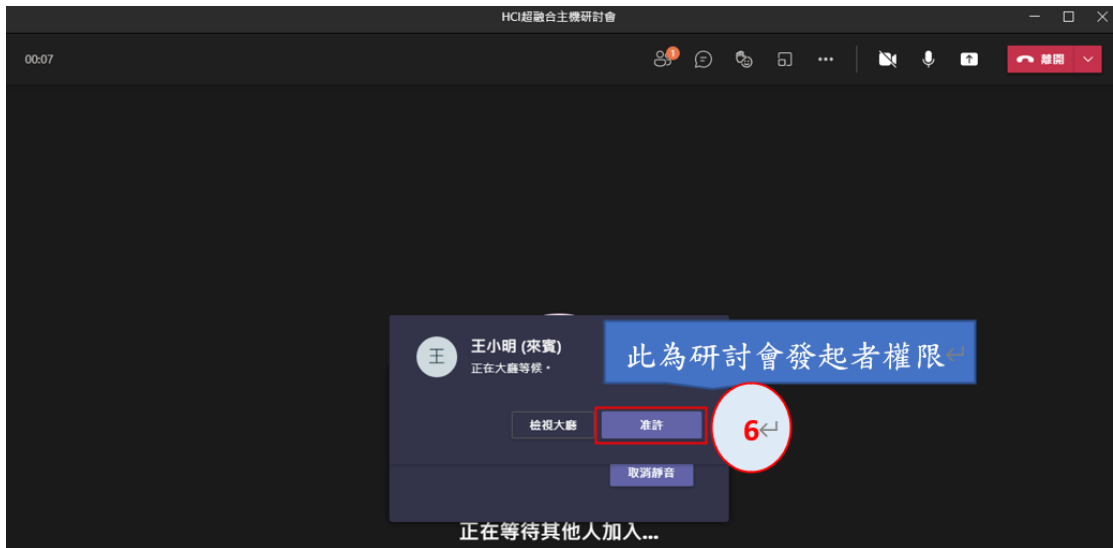 HCI超融合主機研討會
00:07
1
離開
王
王小明 (來賓)
正在大廳等候。
此為研討會發起者權限↵
檢視大廳
准許
6↵
取消靜音
正在等待其他人加入...